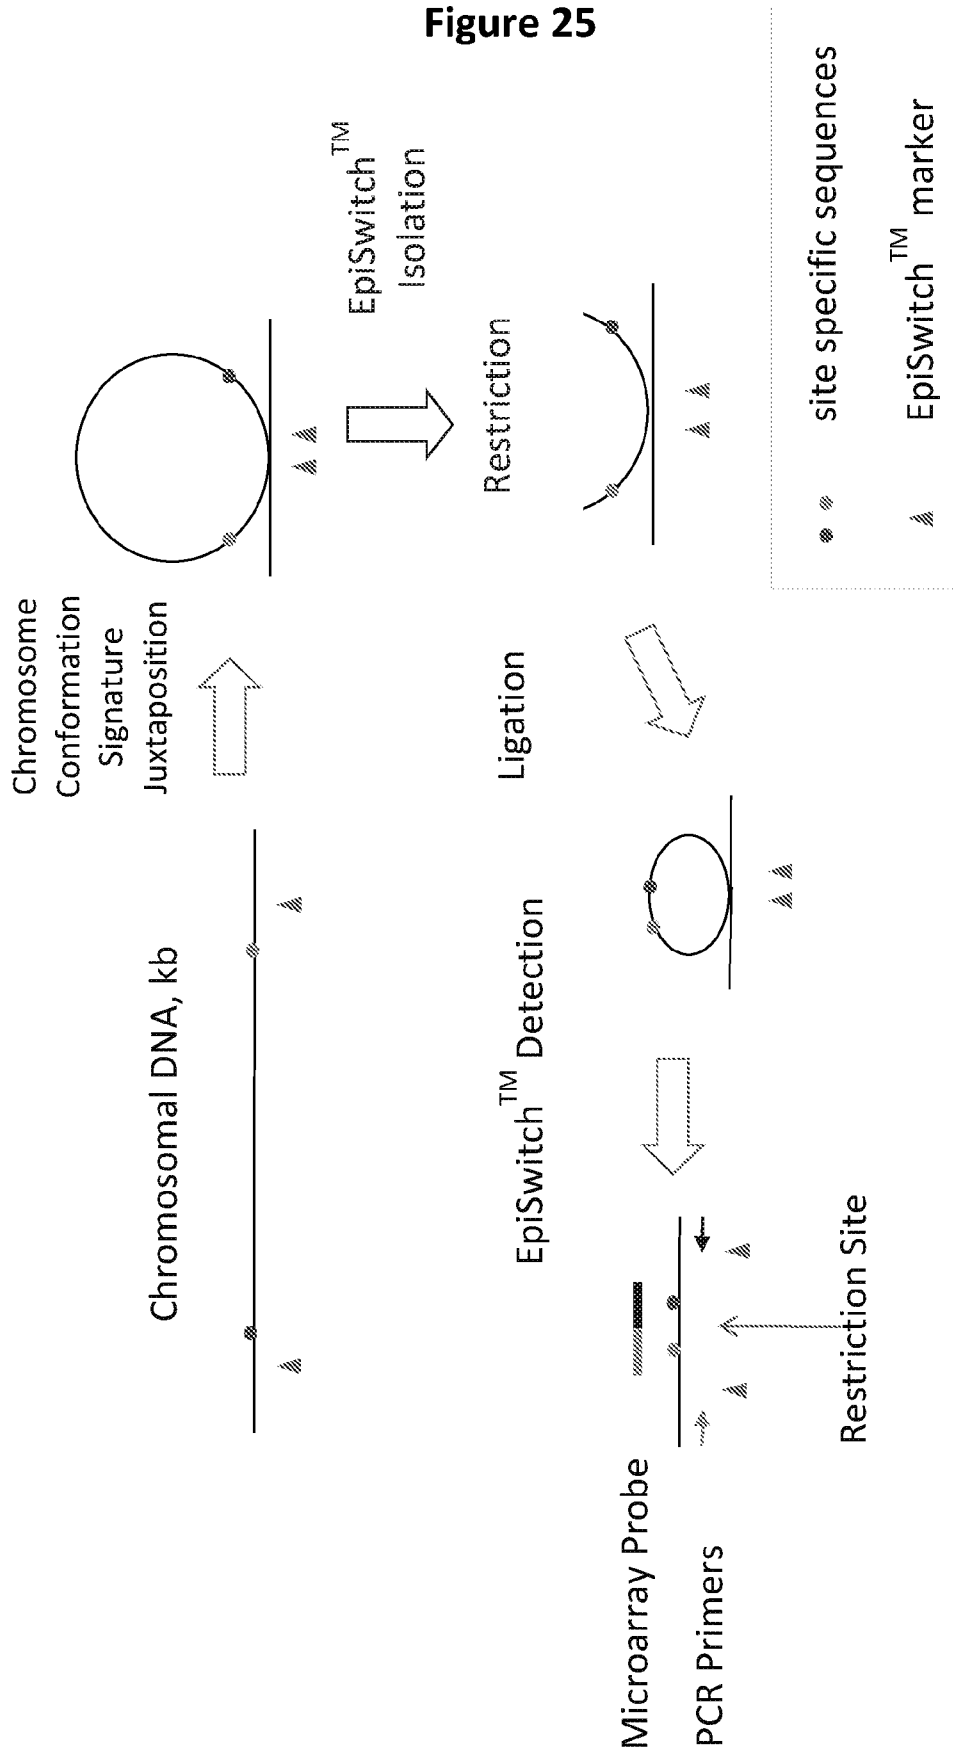 Figure 25
Chromosomal DNA, kb
Chromosome
Conformation
Signature
Juxtaposition
EpiSwitch™
Isolation
Restriction
Ligation
EpiSwitch™ Detection
Microarray Probe
PCR Primers
Restriction Site
site specific sequences
EpiSwitch™ marker